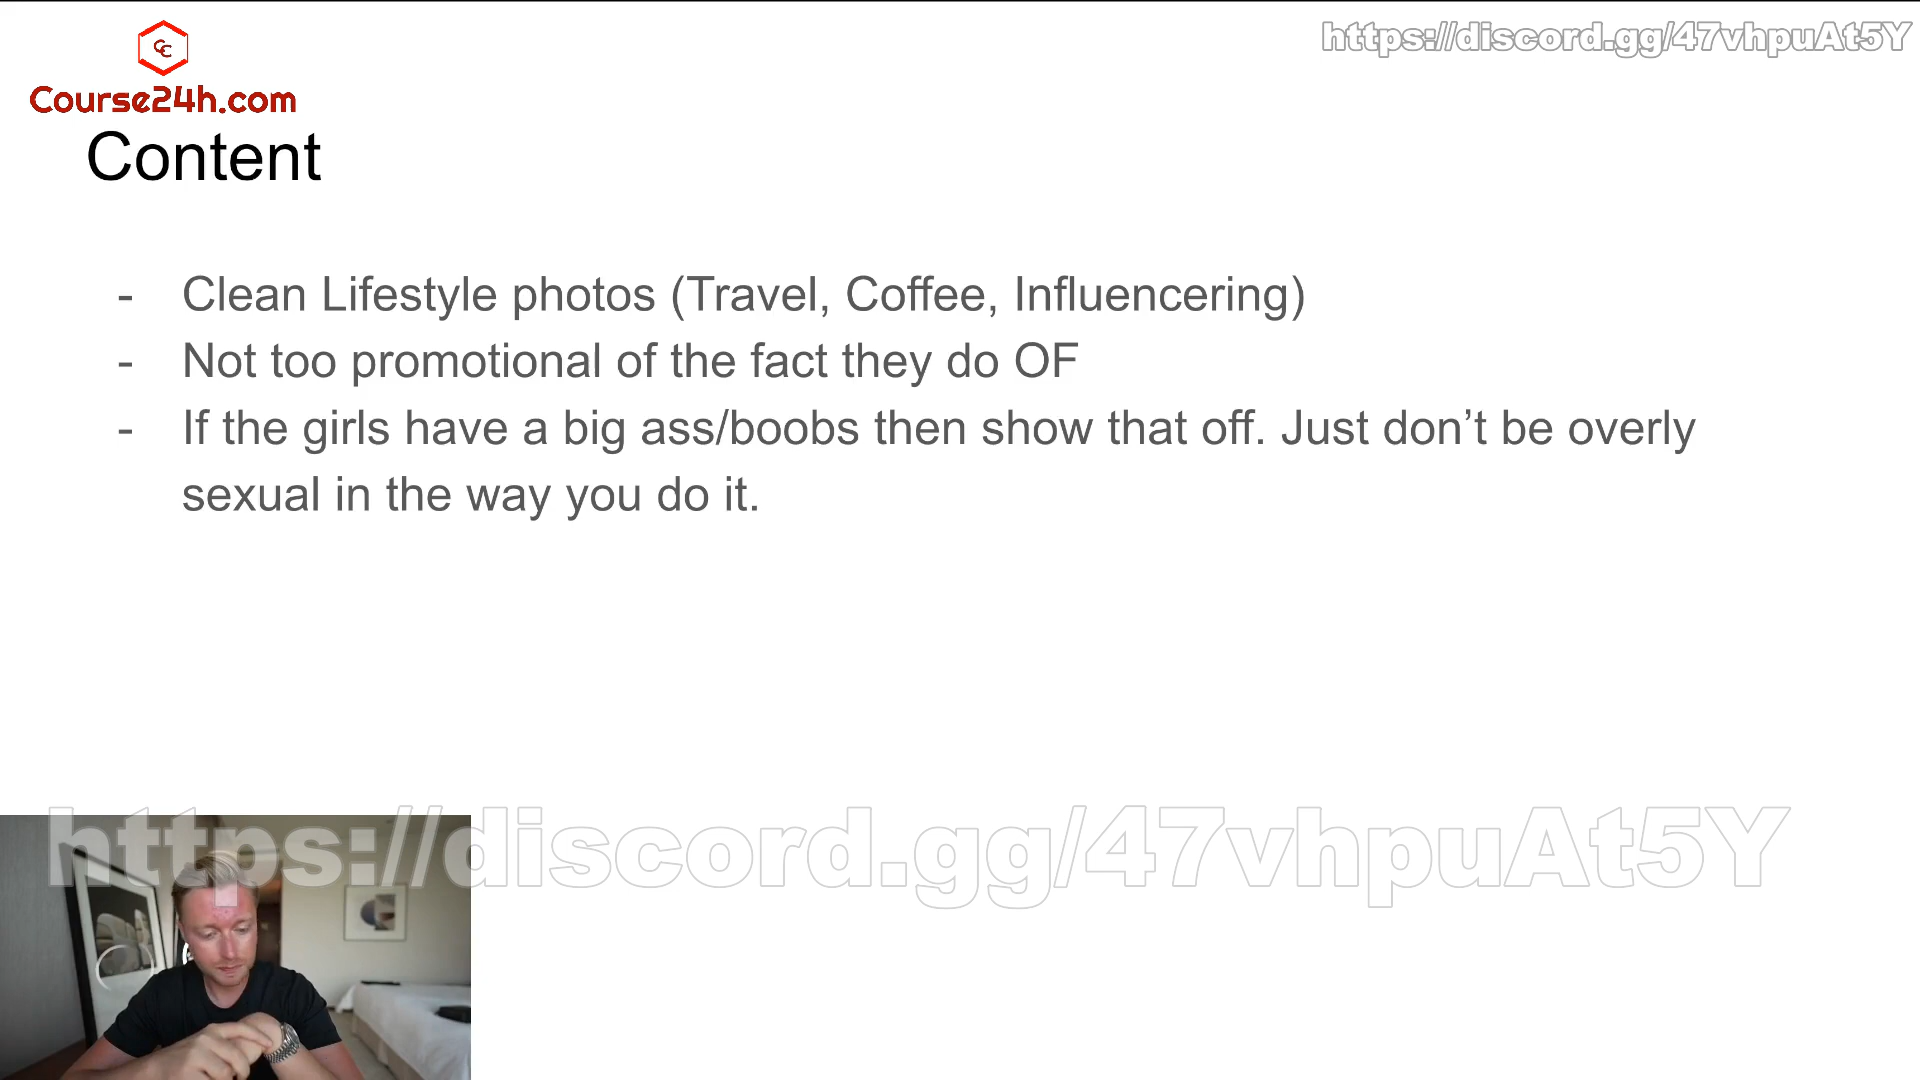 https://discord.gg/47vhpuAt5Y
CC
Course24h.com
Content
- Clean Lifestyle photos (Travel, Coffee, Influencering)
- Not too promotional of the fact they do OF
- If the girls have a big ass/boobs then show that off. Just don’t be overly
sexual in the way you do it.
https://discord.gg/47vhpuAt5Y